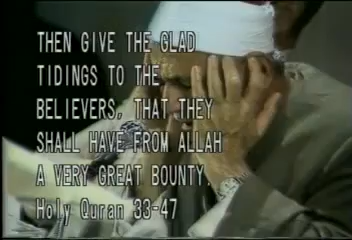 THEN GIVE THE GLAD
TIDINGS TO THE
BELIEVERS, THAT THEY
SHALL HAVE FROM ALLAH
A VERY GREAT BOUNTY.
Holy Quran 33-47